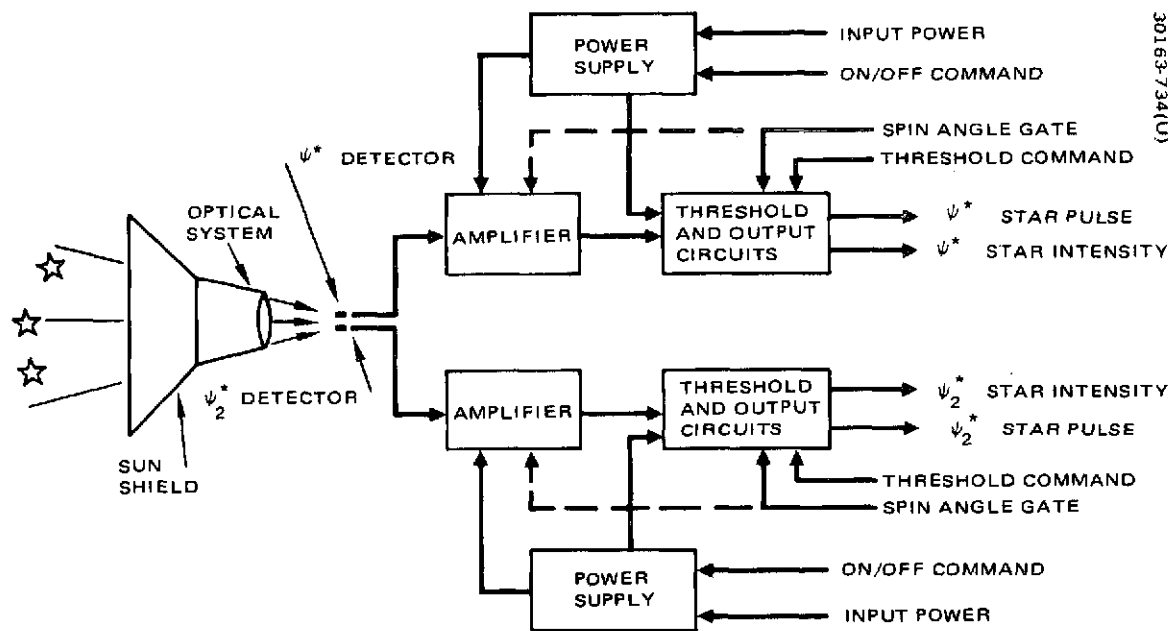 30163-734(U)
POWER
SUPPLY
INPUT POWER
ON/OFF COMMAND
SPIN ANGLE GATE
THRESHOLD COMMAND
ψ* DETECTOR
OPTICAL
SYSTEM
AMPLIFIER
THRESHOLD
AND OUTPUT
CIRCUITS
ψ* STAR PULSE
ψ* STAR INTENSITY
ψ₂* DETECTOR
SUN
SHIELD
AMPLIFIER
THRESHOLD
AND OUTPUT
CIRCUITS
ψ₂* STAR INTENSITY
ψ₂* STAR PULSE
THRESHOLD COMMAND
SPIN ANGLE GATE
POWER
SUPPLY
ON/OFF COMMAND
INPUT POWER